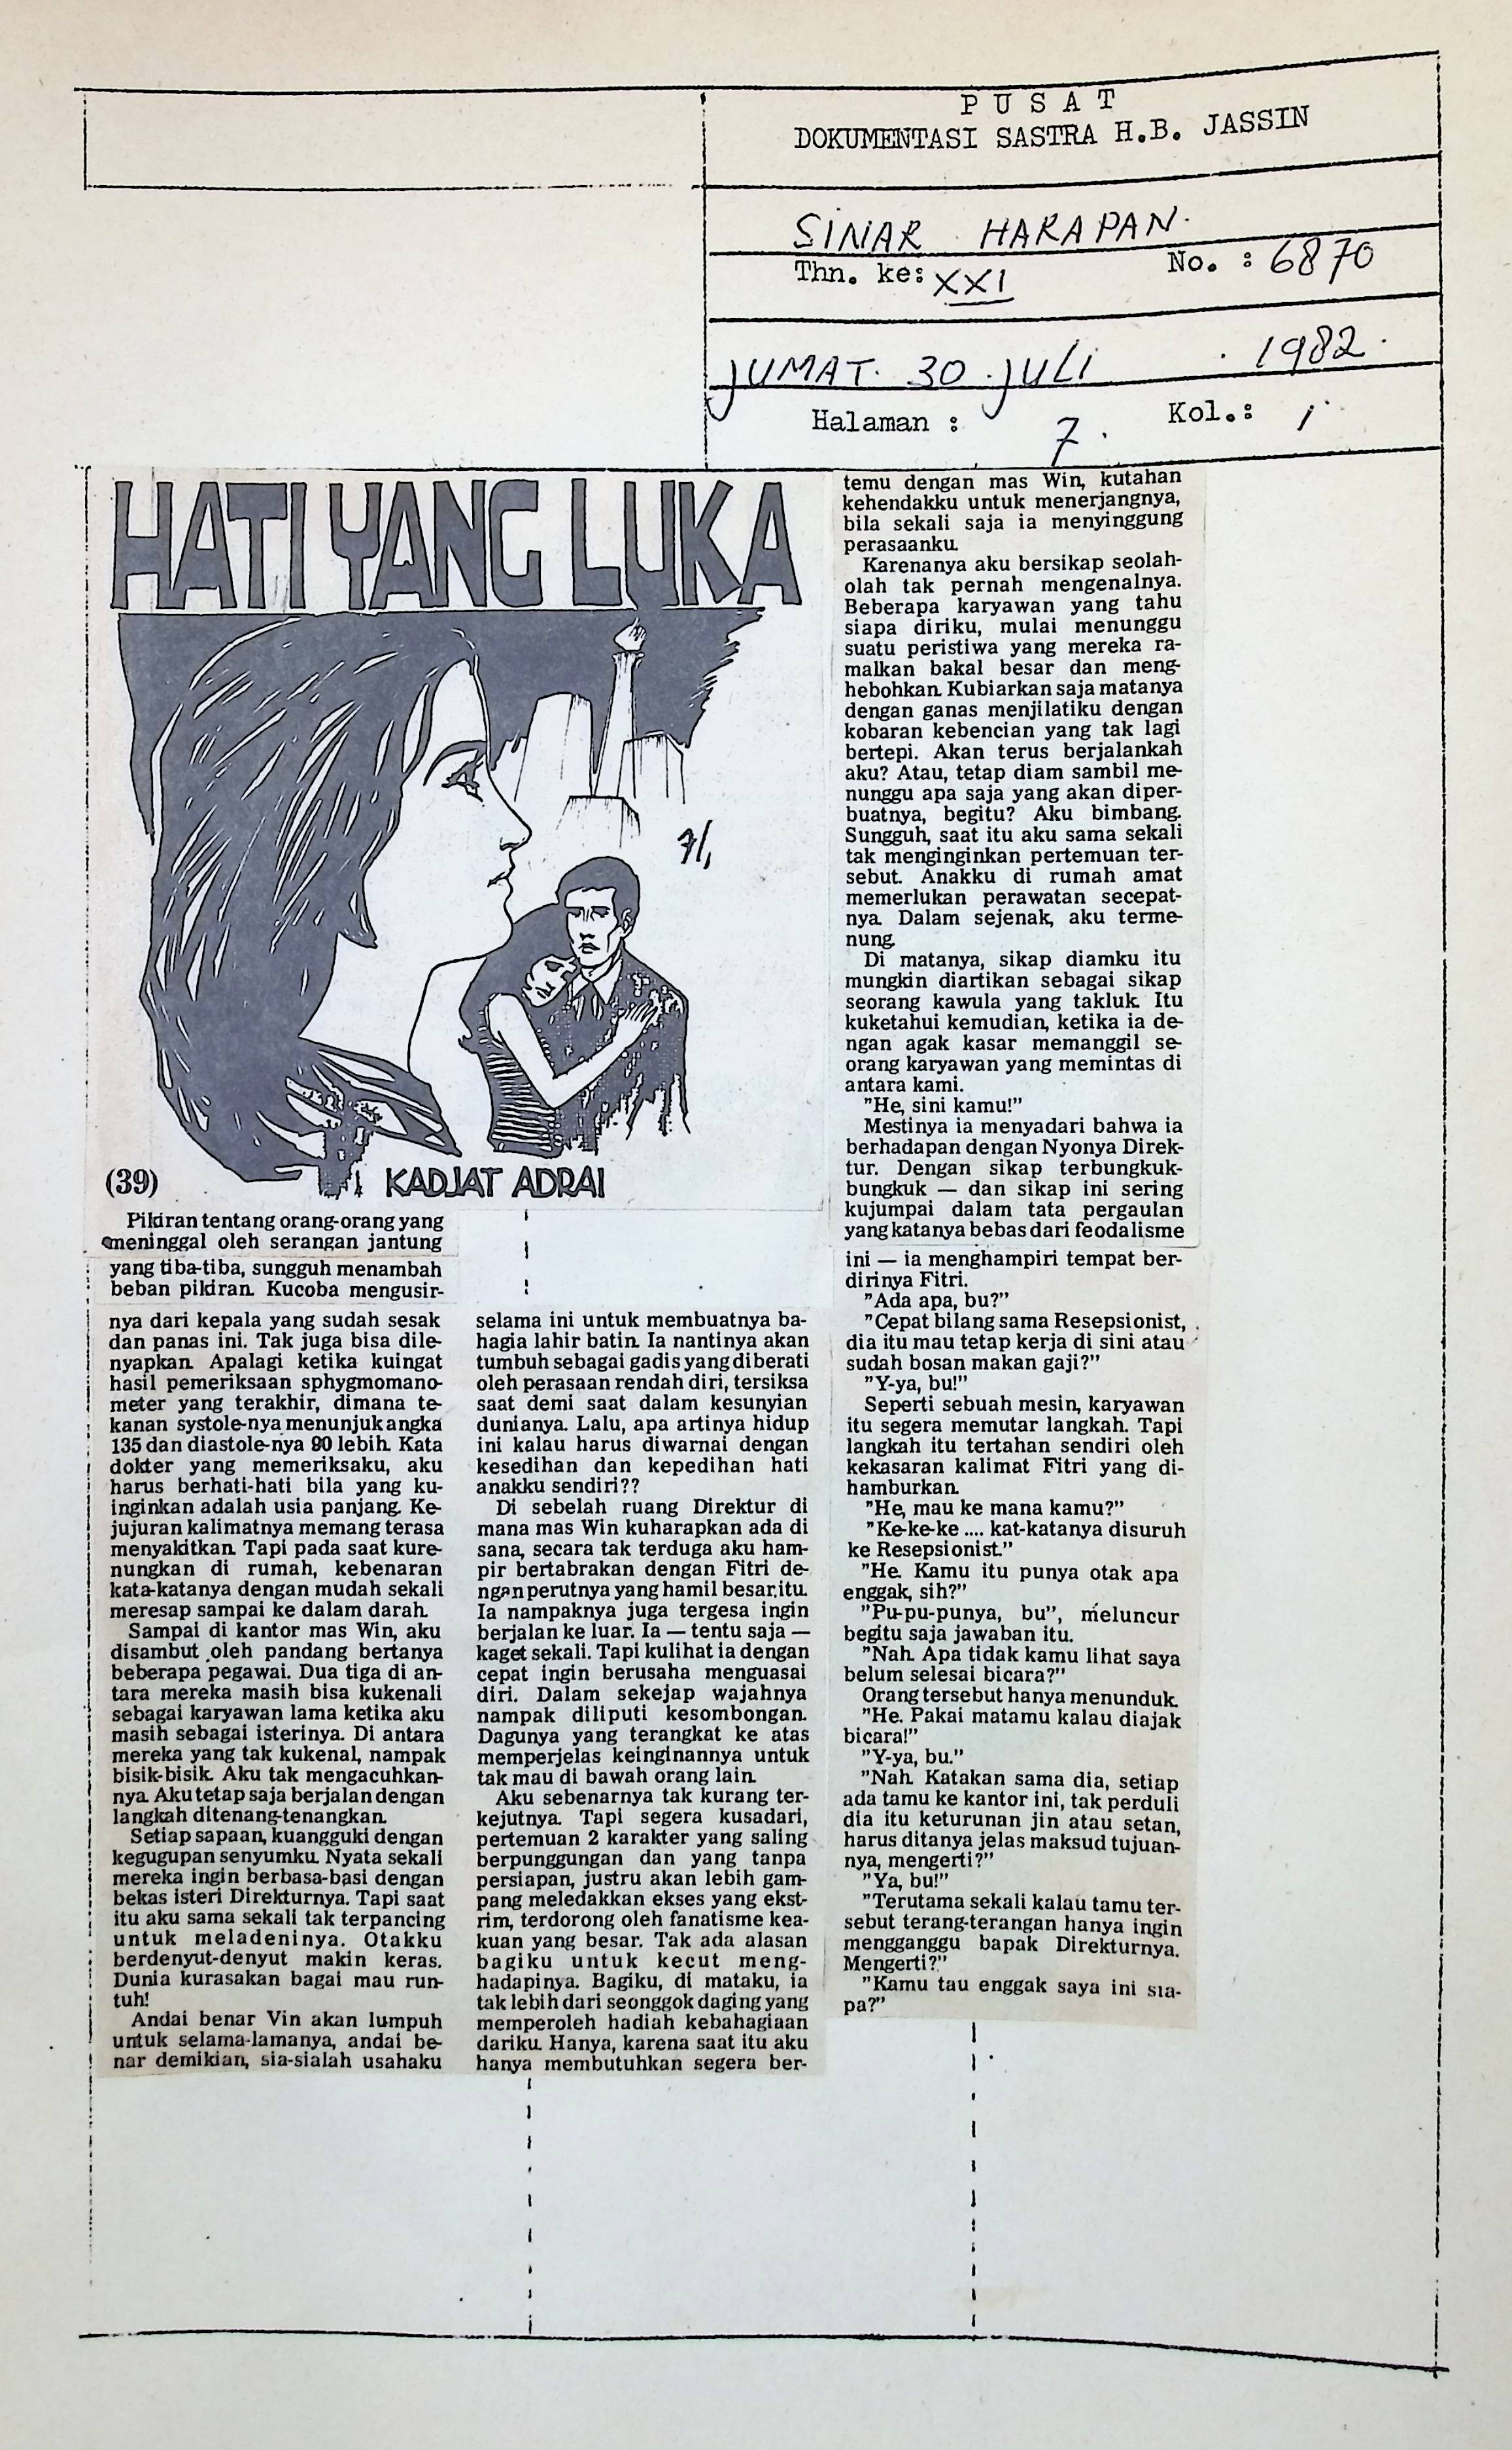 PUSAT
DOKUMENTASI SASTRA H.B. JASSIN
SINAR HARAPAN.
Thn. ke: XXI No. : 6870
JUMAT. 30 JULI . 1982.
Halaman : 7. Kol.: 1
HATI YANG LUKA
(39) KADJAT ADRAI
Pikiran tentang orang-orang yang
meninggal oleh serangan jantung
yang tiba-tiba, sungguh menambah
beban pikiran. Kucoba mengusir-
nya dari kepala yang sudah sesak
dan panas ini. Tak juga bisa dile-
nyapkan. Apalagi ketika kuingat
hasil pemeriksaan sphygmomano-
meter yang terakhir, dimana te-
kanan systole-nya menunjuk angka
135 dan diastole-nya 90 lebih. Kata
dokter yang memeriksaku, aku
harus berhati-hati bila yang ku-
inginkan adalah usia panjang. Ke-
jujuran kalimatnya memang terasa
menyakitkan. Tapi pada saat kure-
nungkan di rumah, kebenaran
kata-katanya dengan mudah sekali
meresap sampai ke dalam darah.
Sampai di kantor mas Win, aku
disambut oleh pandang bertanya
beberapa pegawai. Dua tiga di an-
tara mereka masih bisa kukenali
sebagai karyawan lama ketika aku
masih sebagai isterinya. Di antara
mereka yang tak kukenal, nampak
bisik-bisik. Aku tak mengacuhkan-
nya. Aku tetap saja berjalan dengan
langkah ditenang-tenangkan.
Setiap sapaan, kuangguki dengan
kegugupan senyumku. Nyata sekali
mereka ingin berbasa-basi dengan
bekas isteri Direkturnya. Tapi saat
itu aku sama sekali tak terpancing
untuk meladeninya. Otakku
berdenyut-denyut makin keras.
Dunia kurasakan bagai mau run-
tuh!
Andai benar Vin akan lumpuh
untuk selama-lamanya, andai be-
nar demikian, sia-sialah usahaku
selama ini untuk membuatnya ba-
hagia lahir batin. Ia nantinya akan
tumbuh sebagai gadis yang diberati
oleh perasaan rendah diri, tersiksa
saat demi saat dalam kesunyian
dunianya. Lalu, apa artinya hidup
ini kalau harus diwarnai dengan
kesedihan dan kepedihan hati
anakku sendiri??
Di sebelah ruang Direktur di
mana mas Win kuharapkan ada di
sana, secara tak terduga aku ham-
pir bertabrakan dengan Fitri de-
ngan perutnya yang hamil besar itu.
Ia nampaknya juga tergesa ingin
berjalan ke luar. Ia — tentu saja —
kaget sekali. Tapi kulihat ia dengan
cepat ingin berusaha menguasai
diri. Dalam sekejap wajahnya
nampak diliputi kesombongan.
Dagunya yang terangkat ke atas
memperjelas keinginannya untuk
tak mau di bawah orang lain.
Aku sebenarnya tak kurang ter-
kejutnya. Tapi segera kusadari,
pertemuan 2 karakter yang saling
berpunggungan dan yang tanpa
persiapan, justru akan lebih gam-
pang meledakkan ekses yang ekst-
rim, terdorong oleh fanatisme kea-
kuan yang besar. Tak ada alasan
bagiku untuk kecut meng-
hadapinya. Bagiku, di mataku, ia
tak lebih dari seonggok daging yang
memperoleh hadiah kebahagiaan
dariku. Hanya, karena saat itu aku
hanya membutuhkan segera ber-
temu dengan mas Win, kutahan
kehendakku untuk menerjangnya,
bila sekali saja ia menyinggung
perasaanku.
Karenanya aku bersikap seolah-
olah tak pernah mengenalnya.
Beberapa karyawan yang tahu
siapa diriku, mulai menunggu
suatu peristiwa yang mereka ra-
malkan bakal besar dan meng-
hebohkan. Kubiarkan saja matanya
dengan ganas menjilatiku dengan
kobaran kebencian yang tak lagi
bertepi. Akan terus berjalankah
aku? Atau, tetap diam sambil me-
nunggu apa saja yang akan diper-
buatnya, begitu? Aku bimbang.
Sungguh, saat itu aku sama sekali
tak menginginkan pertemuan ter-
sebut. Anakku di rumah amat
memerlukan perawatan secepat-
nya. Dalam sejenak, aku terme-
nung.
Di matanya, sikap diamku itu
mungkin diartikan sebagai sikap
seorang kawula yang takluk. Itu
kuketahui kemudian, ketika ia de-
ngan agak kasar memanggil se-
orang karyawan yang memintas di
antara kami.
"He, sini kamu!"
Mestinya ia menyadari bahwa ia
berhadapan dengan Nyonya Direk-
tur. Dengan sikap terbungkuk-
bungkuk — dan sikap ini sering
kujumpai dalam tata pergaulan
yang katanya bebas dari feodalisme
ini — ia menghampiri tempat ber-
dirinya Fitri.
"Ada apa, bu?"
"Cepat bilang sama Resepsionist,
dia itu mau tetap kerja di sini atau
sudah bosan makan gaji?"
"Y-ya, bu!"
Seperti sebuah mesin, karyawan
itu segera memutar langkah. Tapi
langkah itu tertahan sendiri oleh
kekasaran kalimat Fitri yang di-
hamburkan.
"He, mau ke mana kamu?"
"Ke-ke-ke .... kat-katanya disuruh
ke Resepsionist."
"He. Kamu itu punya otak apa
enggak, sih?"
"Pu-pu-punya, bu", meluncur
begitu saja jawaban itu.
"Nah. Apa tidak kamu lihat saya
belum selesai bicara?"
Orang tersebut hanya menunduk.
"He. Pakai matamu kalau diajak
bicara!"
"Y-ya, bu."
"Nah. Katakan sama dia, setiap
ada tamu ke kantor ini, tak perduli
dia itu keturunan jin atau setan,
harus ditanya jelas maksud tujuan-
nya, mengerti?"
"Ya, bu!"
"Terutama sekali kalau tamu ter-
sebut terang-terangan hanya ingin
mengganggu bapak Direkturnya.
Mengerti?"
"Kamu tau enggak saya ini sia-
pa?"